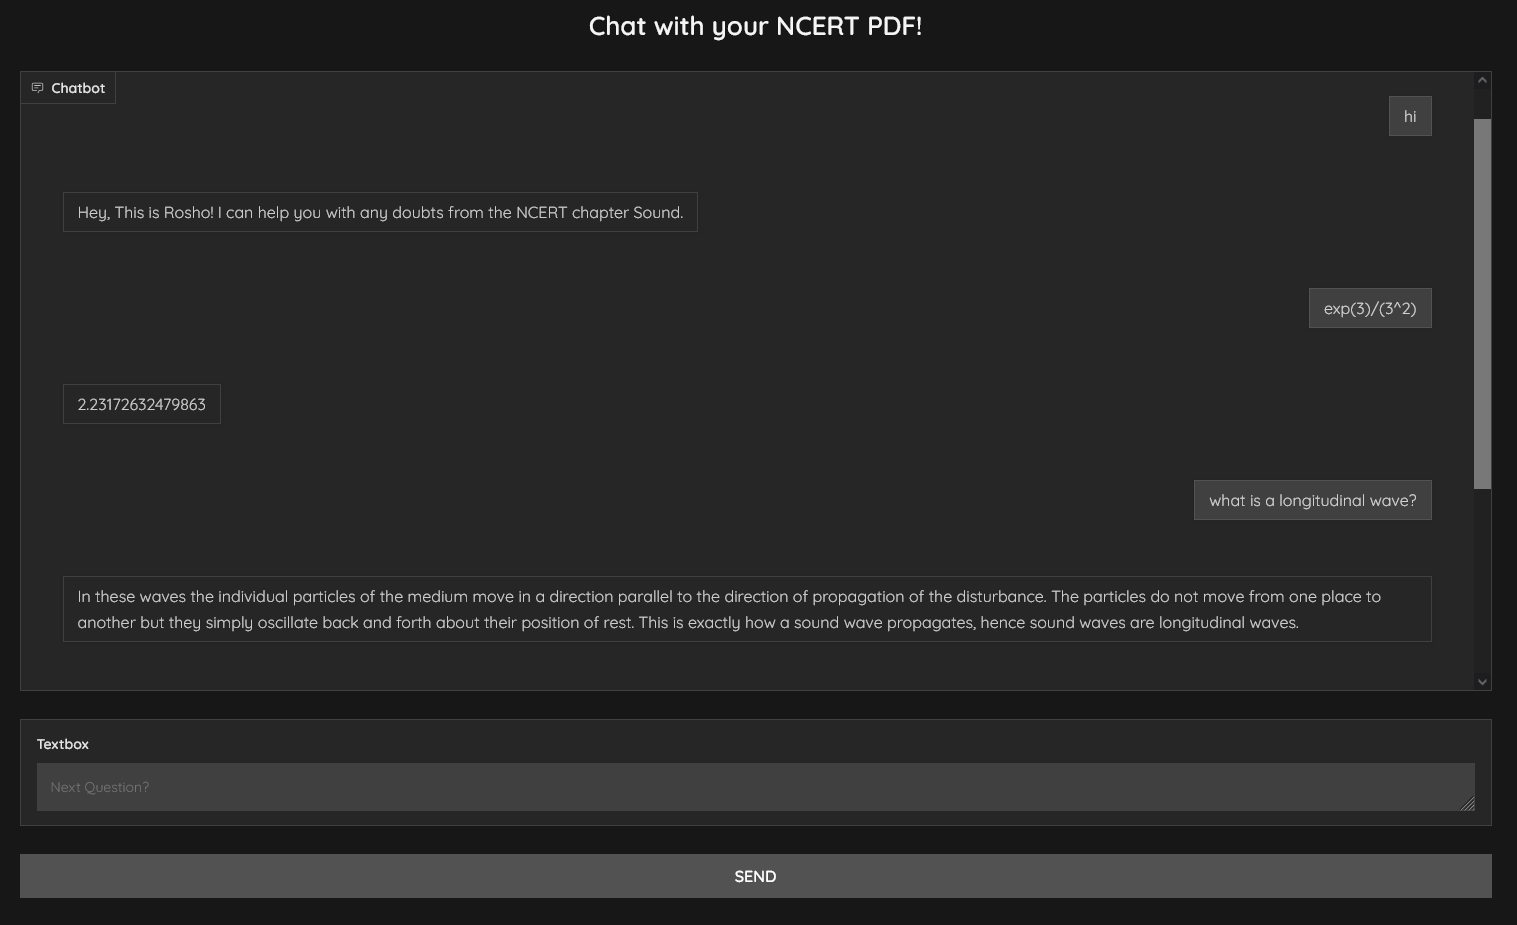 Chat with your NCERT PDF!
Chatbot
hi
Hey, This is Rosho! I can help you with any doubts from the NCERT chapter Sound.
exp(3)/(3^2)
2.23172632479863
what is a longitudinal wave?
In these waves the individual particles of the medium move in a direction parallel to the direction of propagation of the disturbance. The particles do not move from one place to
another but they simply oscillate back and forth about their position of rest. This is exactly how a sound wave propagates, hence sound waves are longitudinal waves.
Textbox
Next Question?
SEND